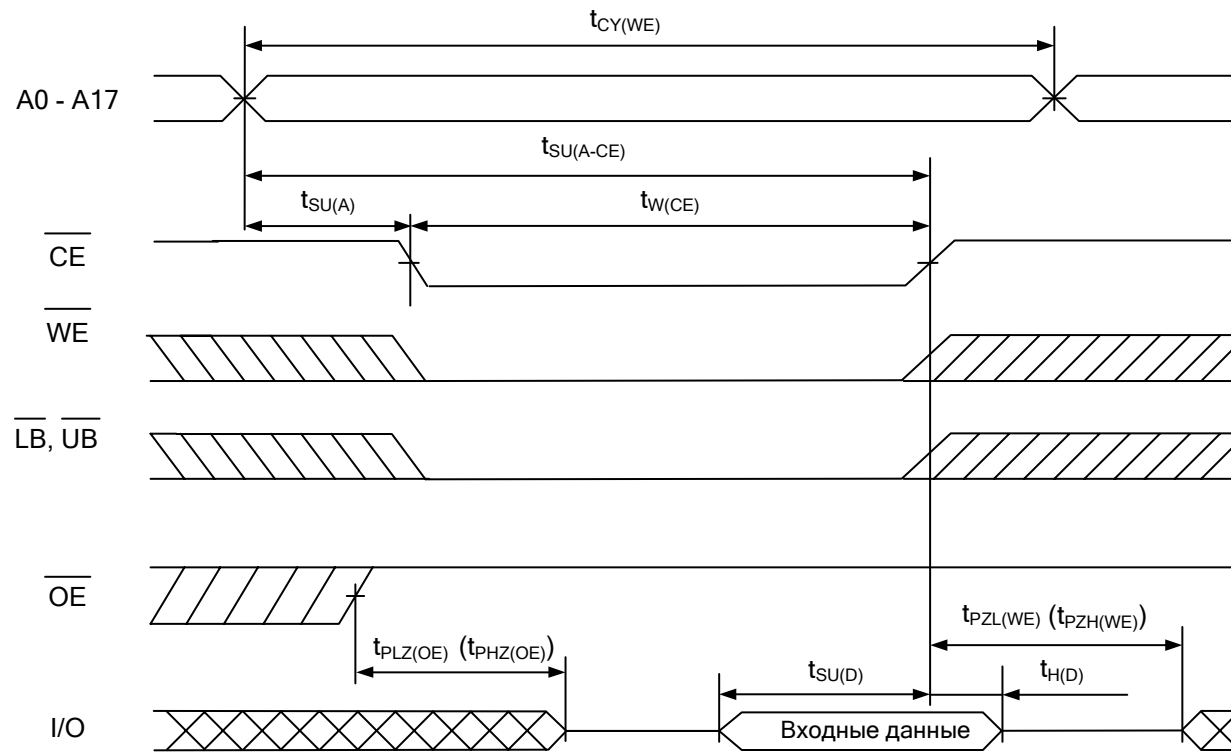 tCY(WE)
A0 - A17
tSU(A-CE)
tSU(A)
tW(CE)
CE
WE
LB, UB
OE
tPLZ(OE) (tPHZ(OE))
tPZL(WE) (tPZH(WE))
tSU(D)
tH(D)
I/O
Входные данные